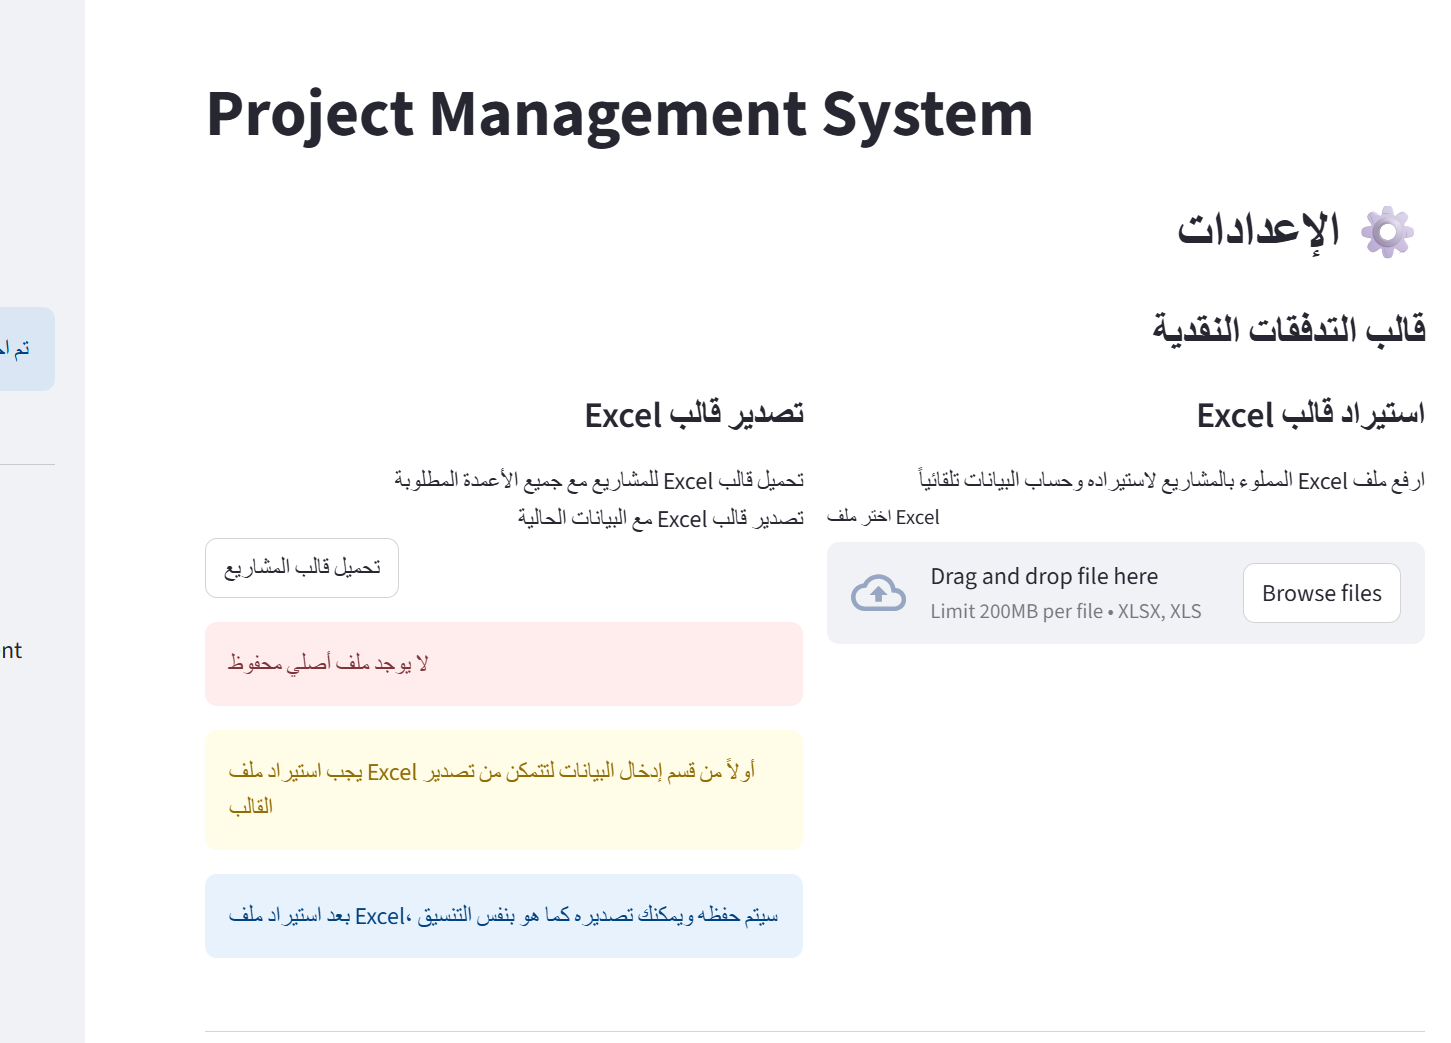 Project Management System
الإعدادات
قالب التدفقات النقدية
استيراد قالب Excel
ارفع ملف Excel المملوء بالمشاريع لاستيراده وحساب البيانات تلقائياً
اختر ملف Excel
Drag and drop file here
Limit 200MB per file • XLSX, XLS
Browse files
تصدير قالب Excel
تحميل قالب Excel للمشاريع مع جميع الأعمدة المطلوبة
تصدير قالب Excel مع البيانات الحالية
تحميل قالب المشاريع
لا يوجد ملف أصلي محفوظ
يجب استيراد ملف Excel أولاً من قسم إدخال البيانات لتتمكن من تصدير
القالب
بعد استيراد ملف Excel، سيتم حفظه ويمكنك تصديره كما هو بنفس التنسيق
تم
nt